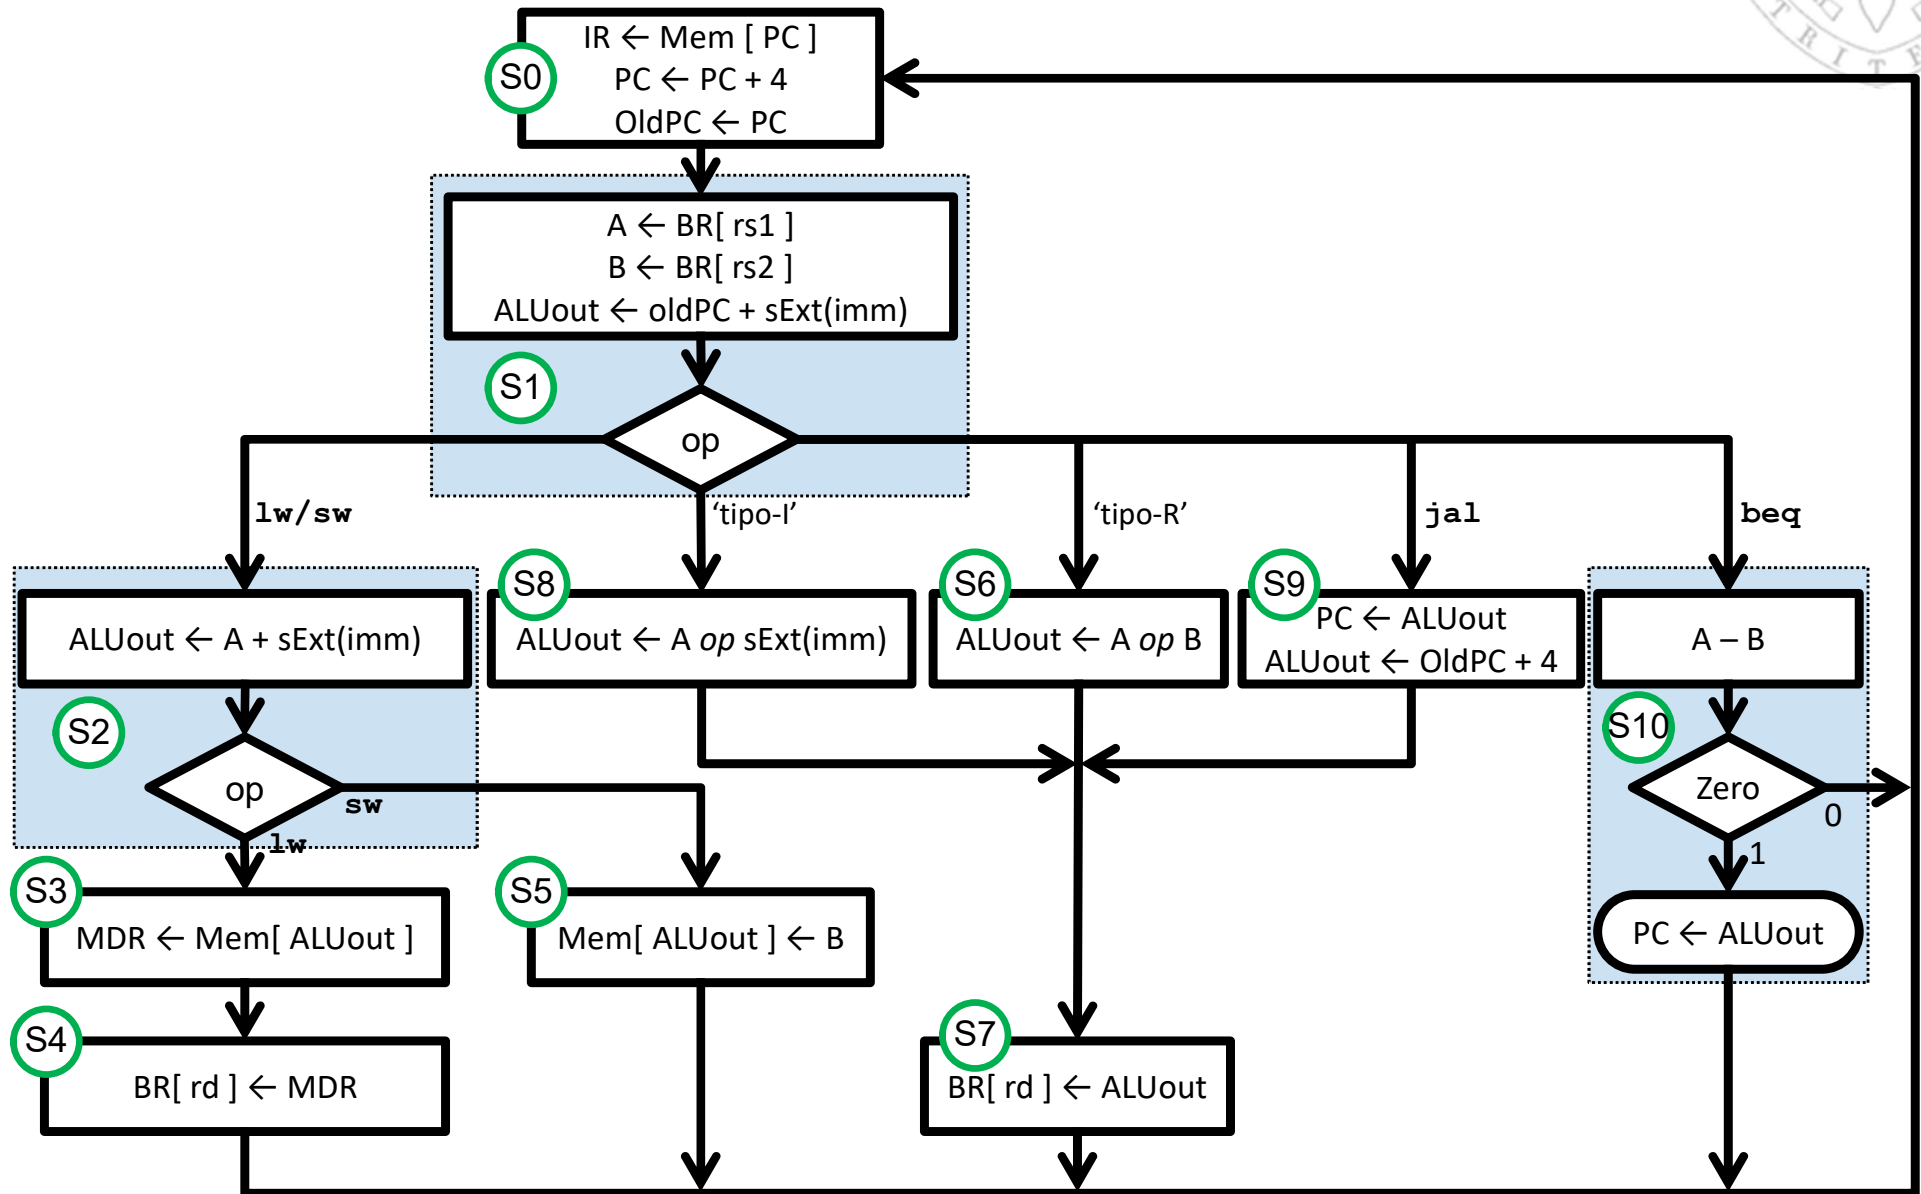 IR ← Mem [ PC ]
S0
PC ← PC + 4
OldPC ← PC
A ← BR[ rs1 ]
B ← BR[ rs2 ]
ALUout ← oldPC + sExt(imm)
S1
op
lw/sw
‘tipo-I’
‘tipo-R’
jal
beq
S8
S6
S9
ALUout ← A + sExt(imm)
ALUout ← A op sExt(imm)
ALUout ← A op B
PC ← ALUout
ALUout ← OldPC + 4
A – B
S2
S10
op
sw
lw
Zero
0
1
S3
S5
MDR ← Mem[ ALUout ]
Mem[ ALUout ] ← B
PC ← ALUout
S4
S7
BR[ rd ] ← MDR
BR[ rd ] ← ALUout